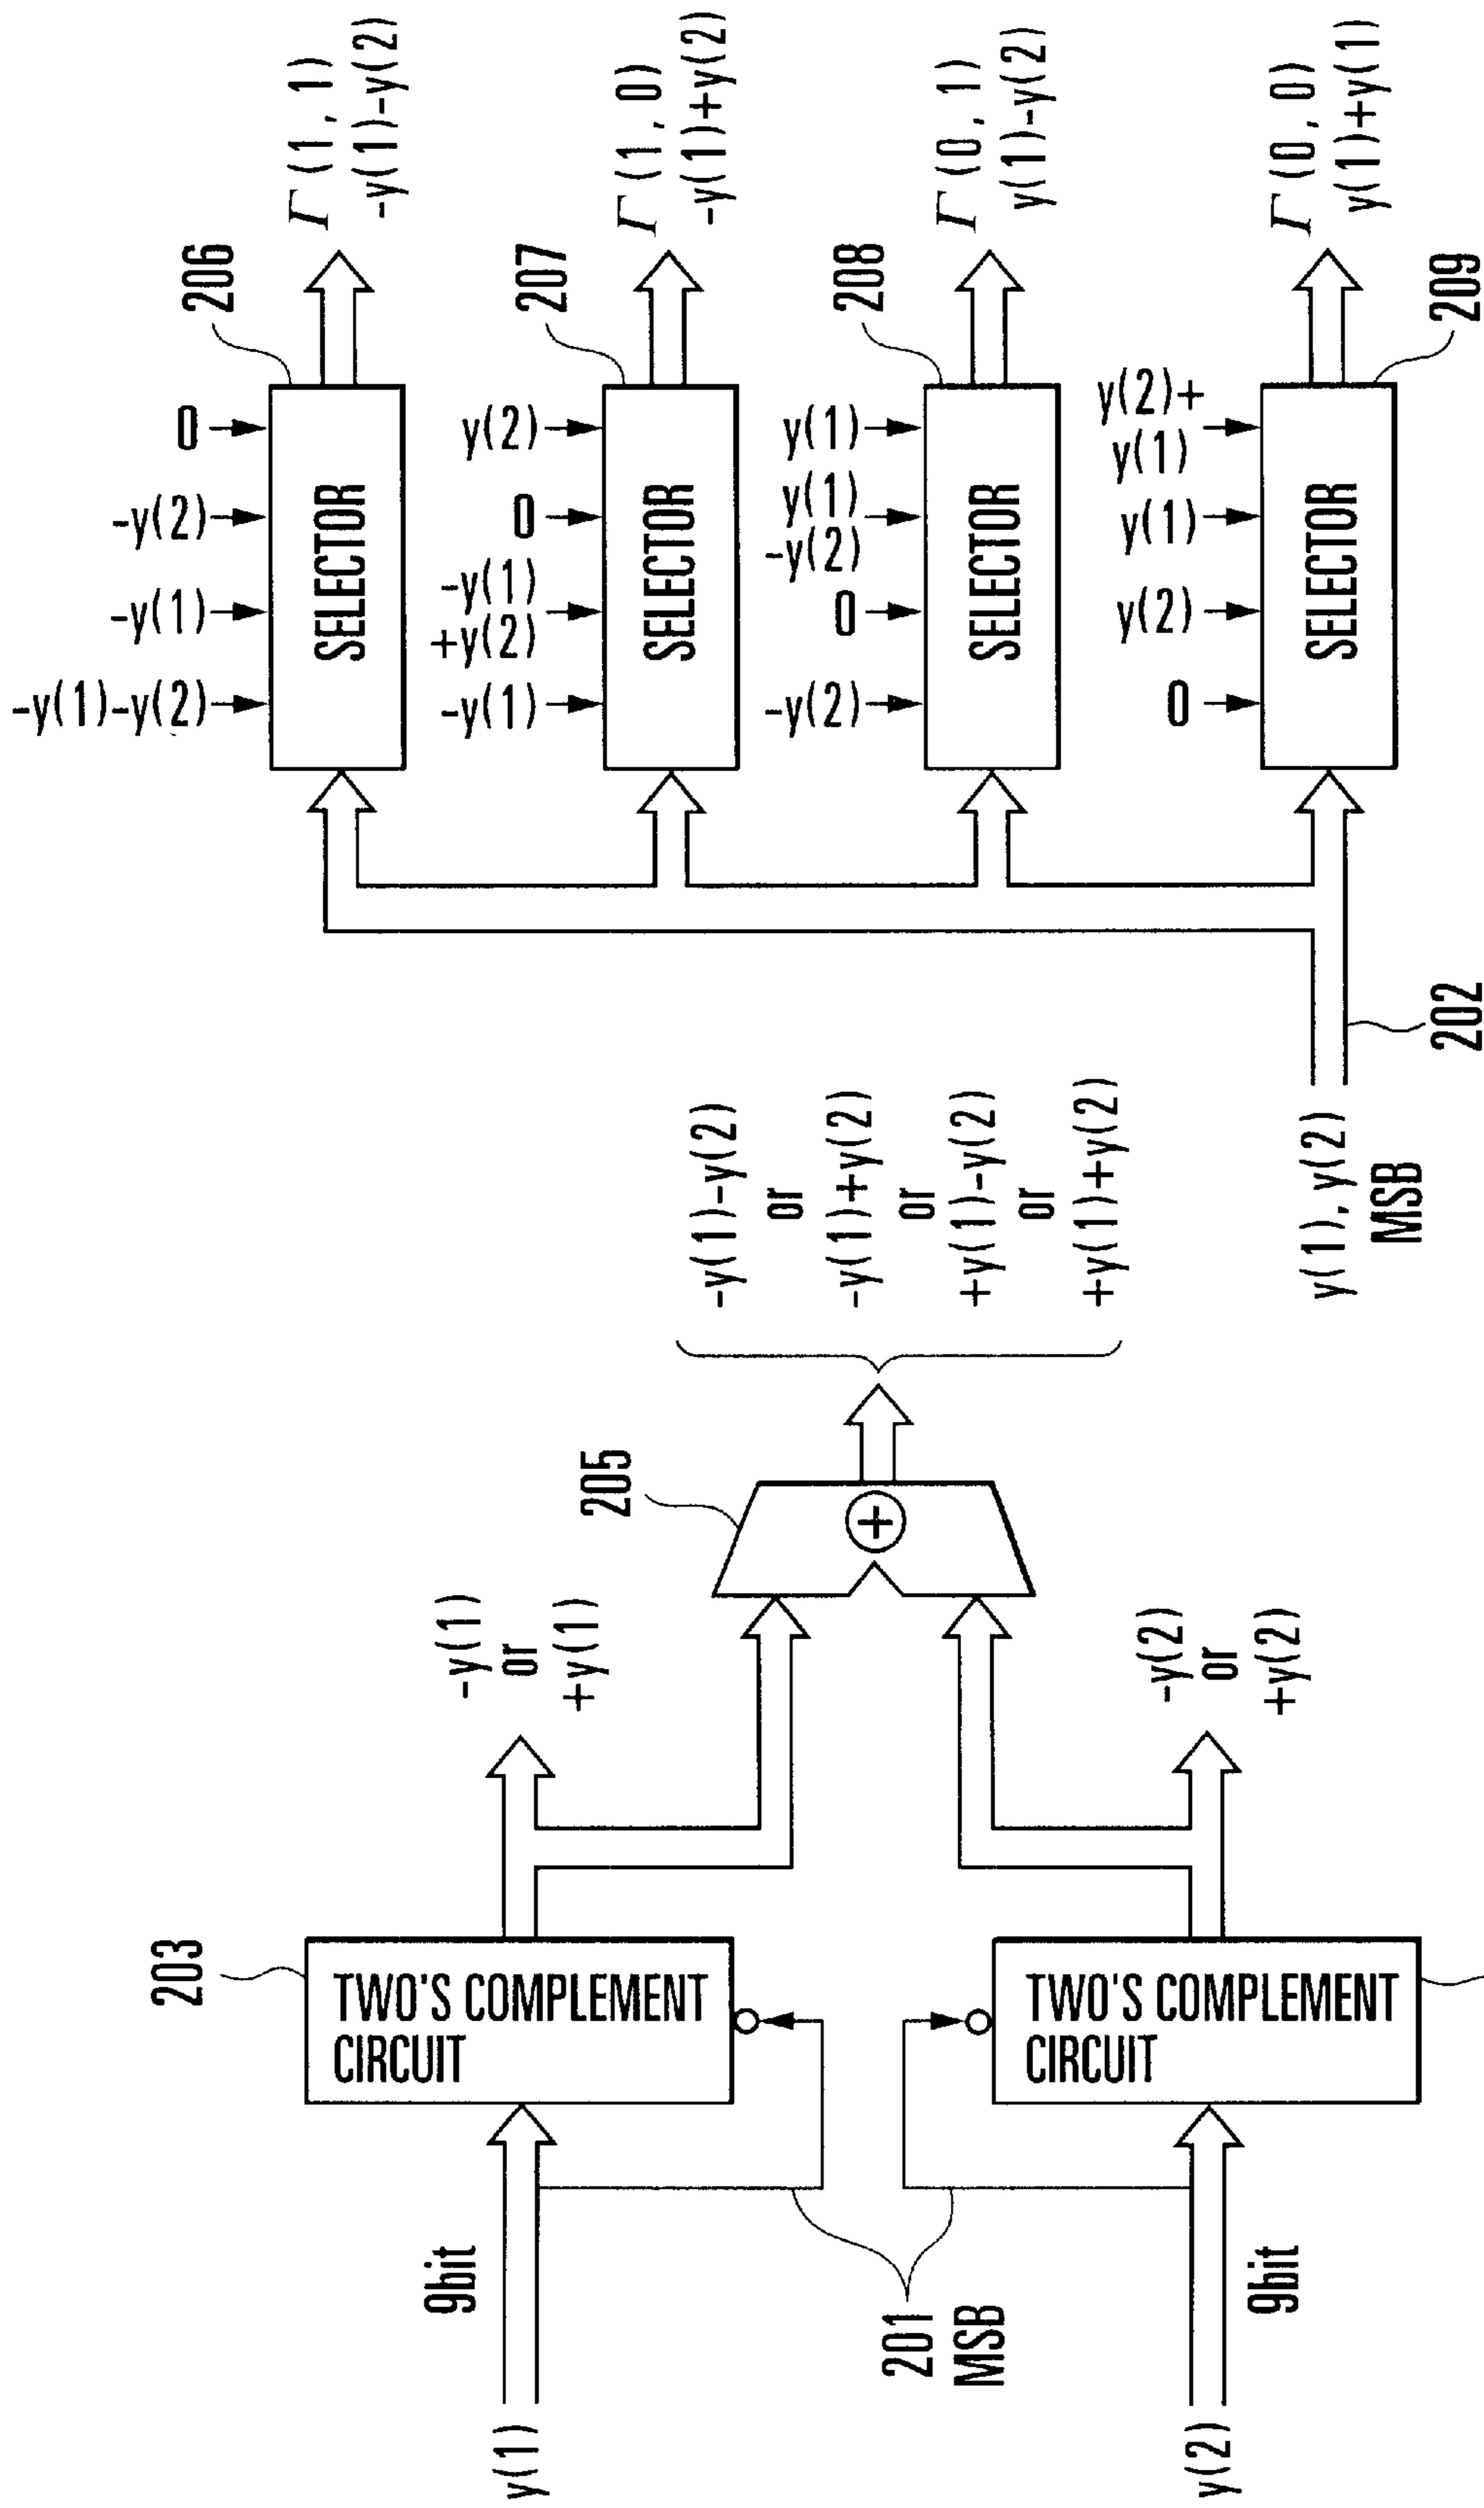 y(1)
9bit
201
MSB
y(2)
9bit
203
TWO'S COMPLEMENT
CIRCUIT
TWO'S COMPLEMENT
CIRCUIT
-y(1)
or
+y(1)
-y(2)
or
+y(2)
205
+
-y(1)-y(2)
or
-y(1)+y(2)
or
+y(1)-y(2)
or
+y(1)+y(2)
y(1),y(2)
MSB
202
-y(1)-y(2)
-y(1)
-y(2)
0
SELECTOR
206
Γ(1,1)
-y(1)-y(2)
-y(1)
-y(1)
+y(2)
0
y(2)
SELECTOR
207
Γ(1,0)
-y(1)+y(2)
-y(2)
0
y(1)
-y(2)
y(1)
SELECTOR
208
Γ(0,1)
y(1)-y(2)
0
y(2)
y(1)
y(2)+
y(1)
SELECTOR
209
Γ(0,0)
y(1)+y(1)